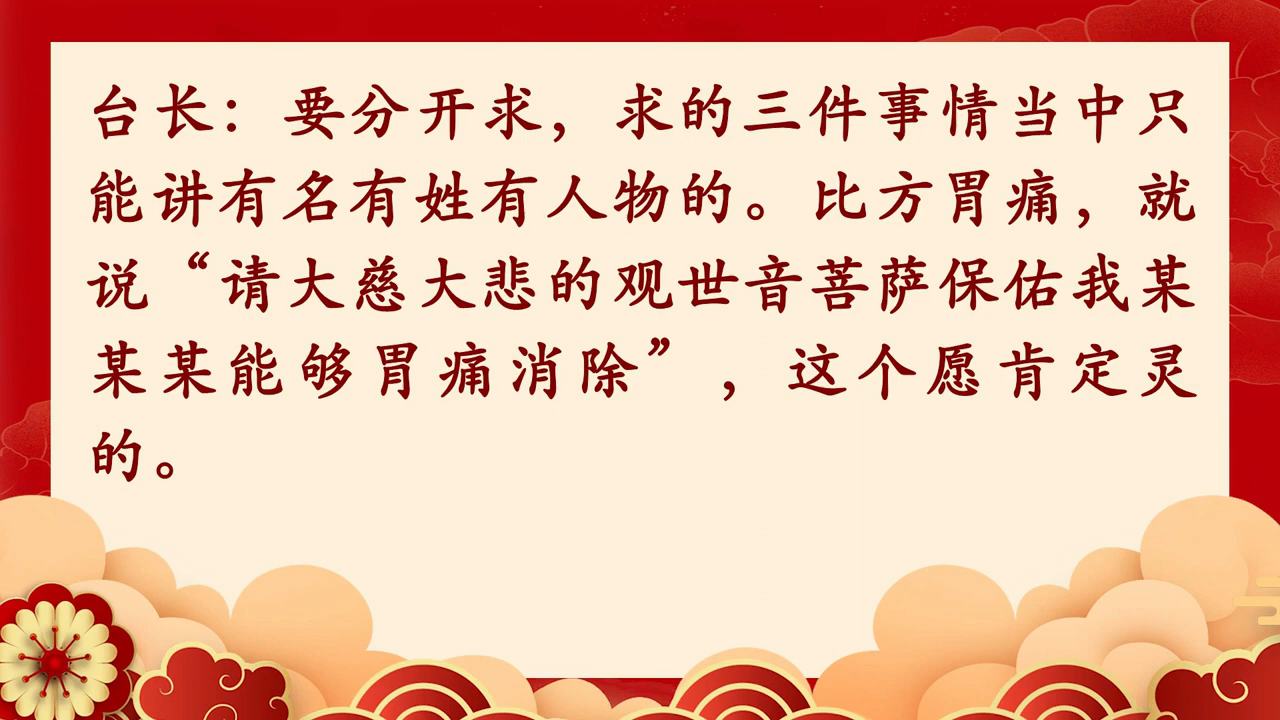 台长：要分开求，求的三件事情当中只
能讲有名有姓有人物的。比方胃痛，就
说“请大慈大悲的观世音菩萨保佑我某
某某能够胃痛消除”，这个愿肯定灵
的。